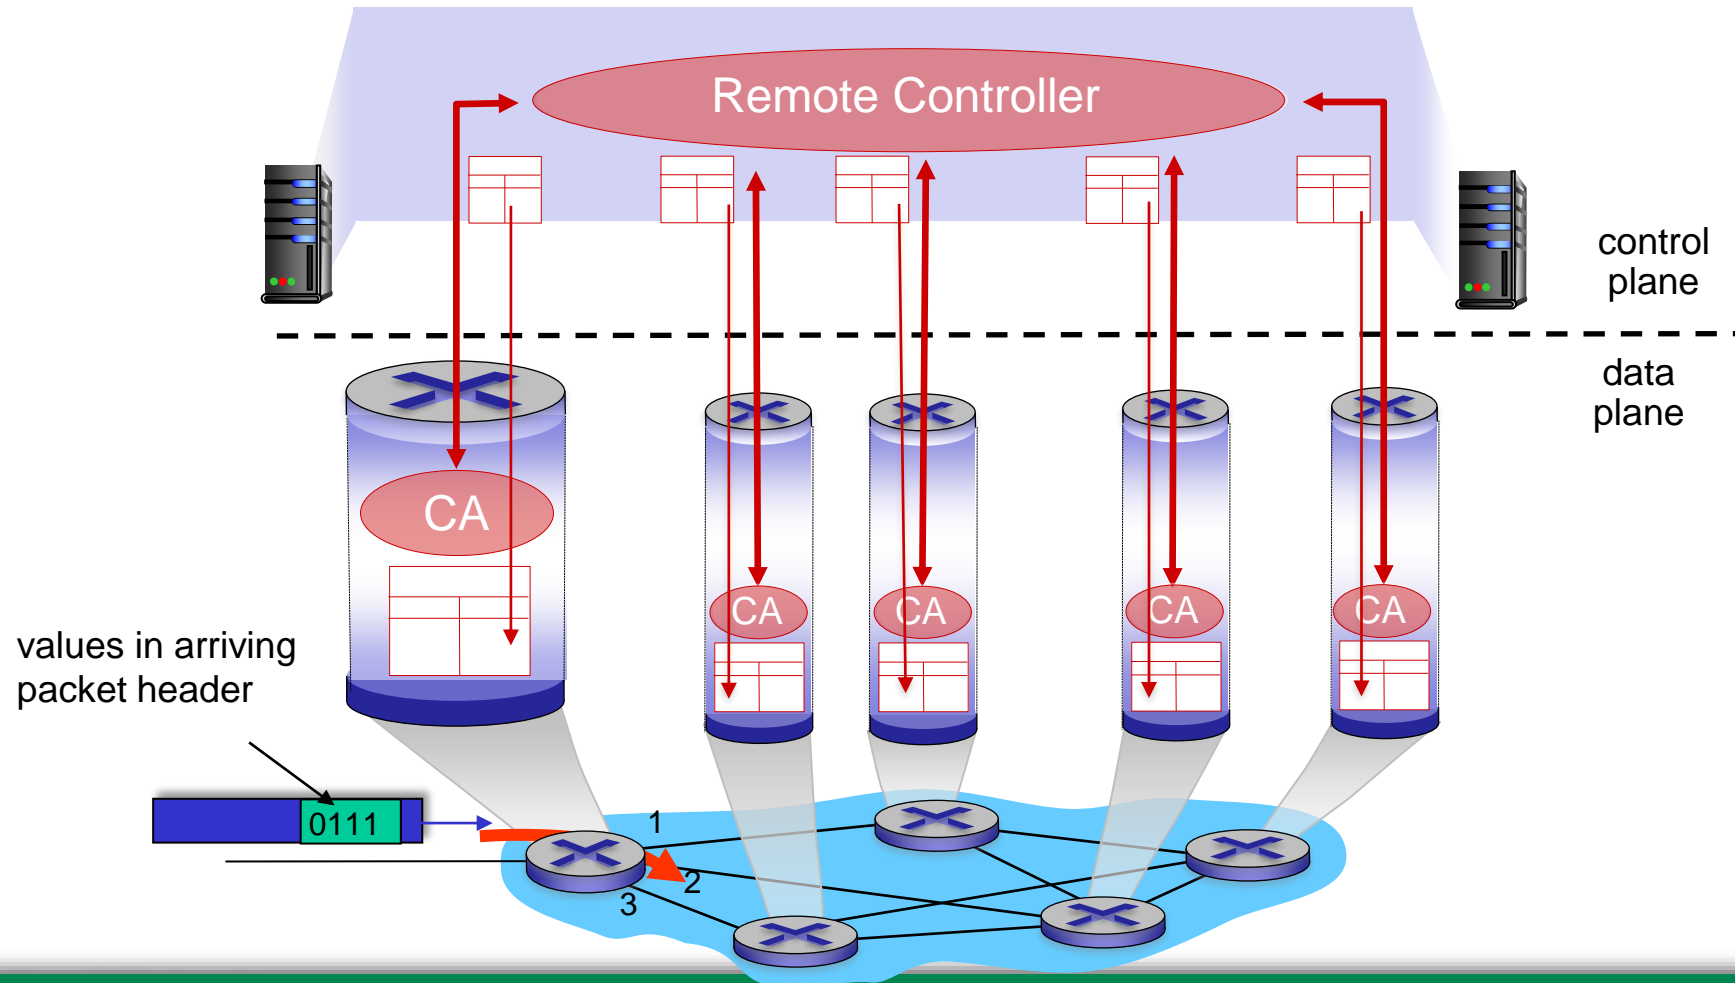 Remote Controller
control
plane
data
plane
CA
CA
CA
CA
CA
values in arriving
packet header
0111
1
2
3